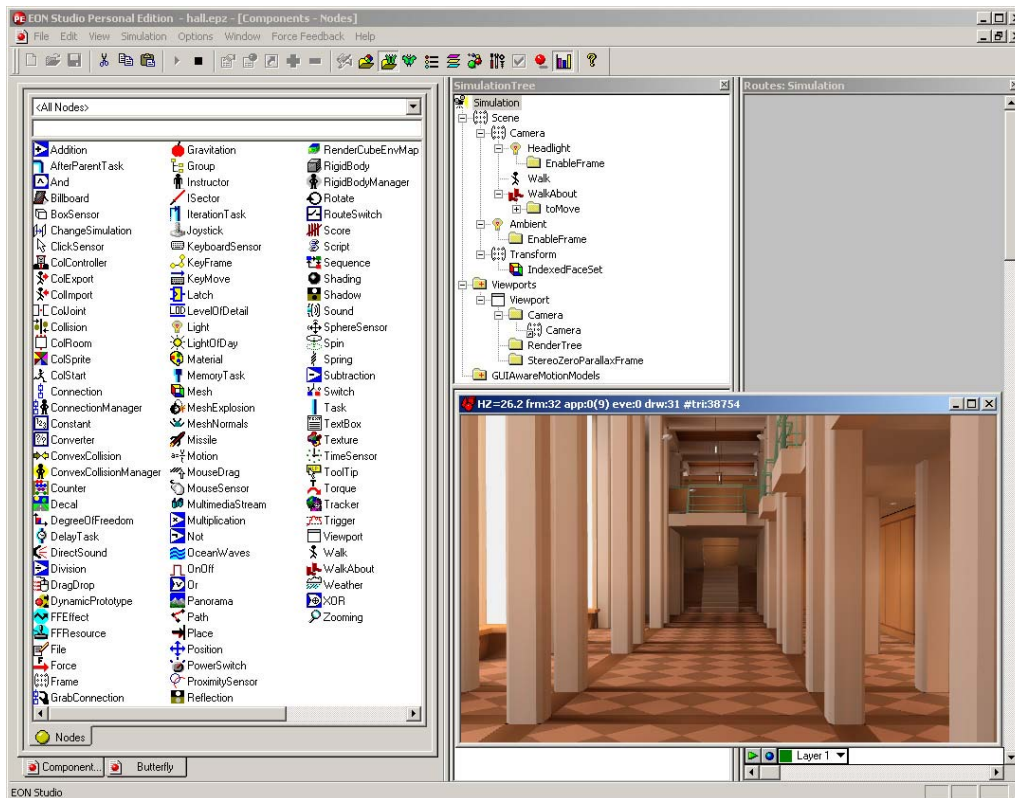 EON Studio Personal Edition - hall.epz - [Components - Nodes]
File Edit View Simulation Options Window Force Feedback Help
<All Nodes>
Addition
AfterParentTask
And
Billboard
BoxSensor
ChangeSimulation
ClickSensor
ColController
ColExport
ColImport
ColJoint
Collision
ColRoom
ColSprite
ColStart
Connection
ConnectionManager
Constant
Converter
ConvexCollision
ConvexCollisionManager
Counter
Decal
DegreeOfFreedom
DelayTask
DirectSound
Division
DragDrop
DynamicPrototype
FFEffect
FFResource
File
Force
Frame
GrabConnection
Gravitation
Group
Instructor
ISector
IterationTask
Joystick
KeyboardSensor
KeyFrame
KeyMove
Latch
LevelOfDetail
Light
LightOfDay
Material
MemoryTask
Mesh
MeshExplosion
MeshNormals
Missile
Motion
MouseDrag
MouseSensor
MultimediaStream
Multiplication
Not
OceanWaves
OnOff
Or
Panorama
Path
Place
Position
PowerSwitch
ProximitySensor
Reflection
RenderCubeEnvMap
RigidBody
RigidBodyManager
Rotate
RouteSwitch
Score
Script
Sequence
Shading
Shadow
Sound
SphereSensor
Spin
Spring
Subtraction
Switch
Task
TextBox
Texture
TimeSensor
ToolTip
Torque
Tracker
Trigger
Viewport
Walk
WalkAbout
Weather
XOR
Zooming
Nodes
Component...
Butterfly
SimulationTree
Simulation
Scene
Camera
Headlight
EnableFrame
Walk
WalkAbout
toMove
Ambient
EnableFrame
Transform
IndexedFaceSet
Viewports
Viewport
Camera
Camera
RenderTree
StereoZeroParallaxFrame
GUIAwareMotionModels
Routes: Simulation
HZ=26.2 frm:32 app:0(9) eve:0 drw:31 #tri:38754
Layer 1
EON Studio